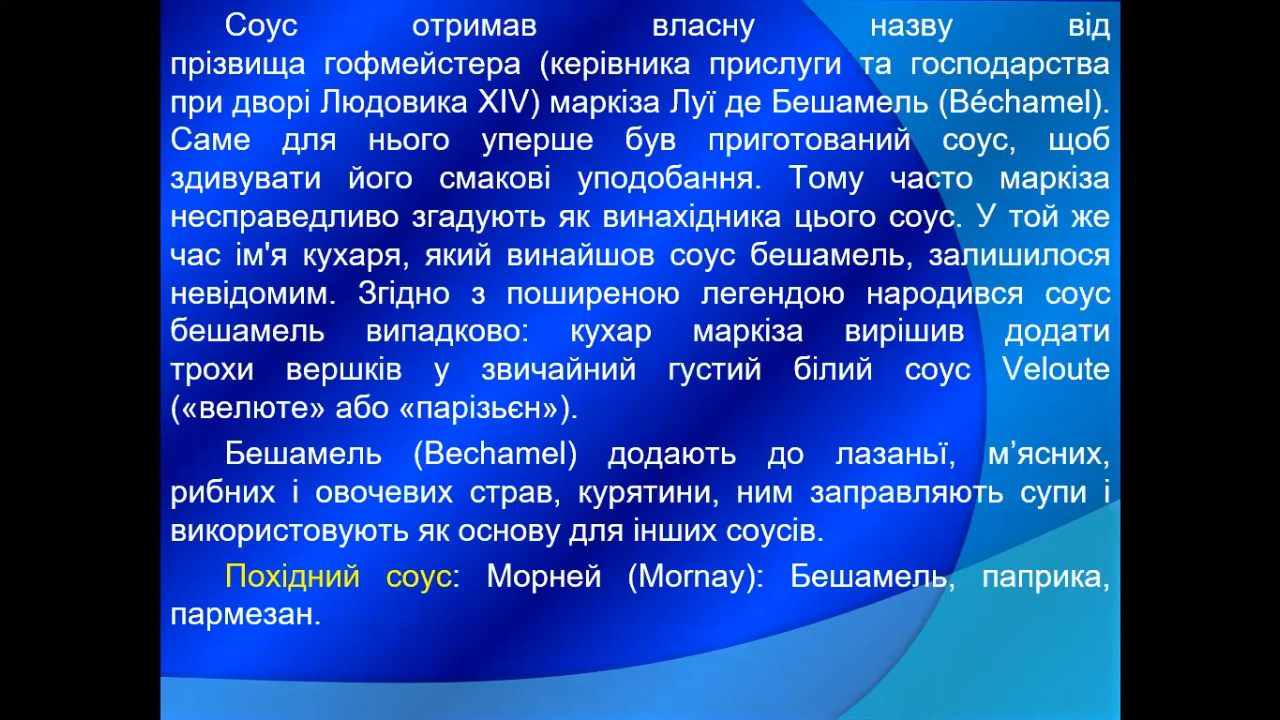 Соус отримав власну назву від
прізвища гофмейстера (керівника прислуги та господарства
при дворі Людовика XIV) маркіза Луї де Бешамель (Béchamel).
Саме для нього уперше був приготований соус, щоб
здивувати його смакові уподобання. Тому часто маркіза
несправедливо згадують як винахідника цього соус. У той же
час ім'я кухаря, який винайшов соус бешамель, залишилося
невідомим. Згідно з поширеною легендою народився соус
бешамель випадково: кухар маркіза вирішив додати
трохи вершків у звичайний густий білий соус Veloute
(«велюте» або «парізьєн»).
Бешамель (Bechamel) додають до лазаньї, м’ясних,
рибних і овочевих страв, курятини, ним заправляють супи і
використовують як основу для інших соусів.
Похідний соус: Морней (Mornay): Бешамель, паприка,
пармезан.